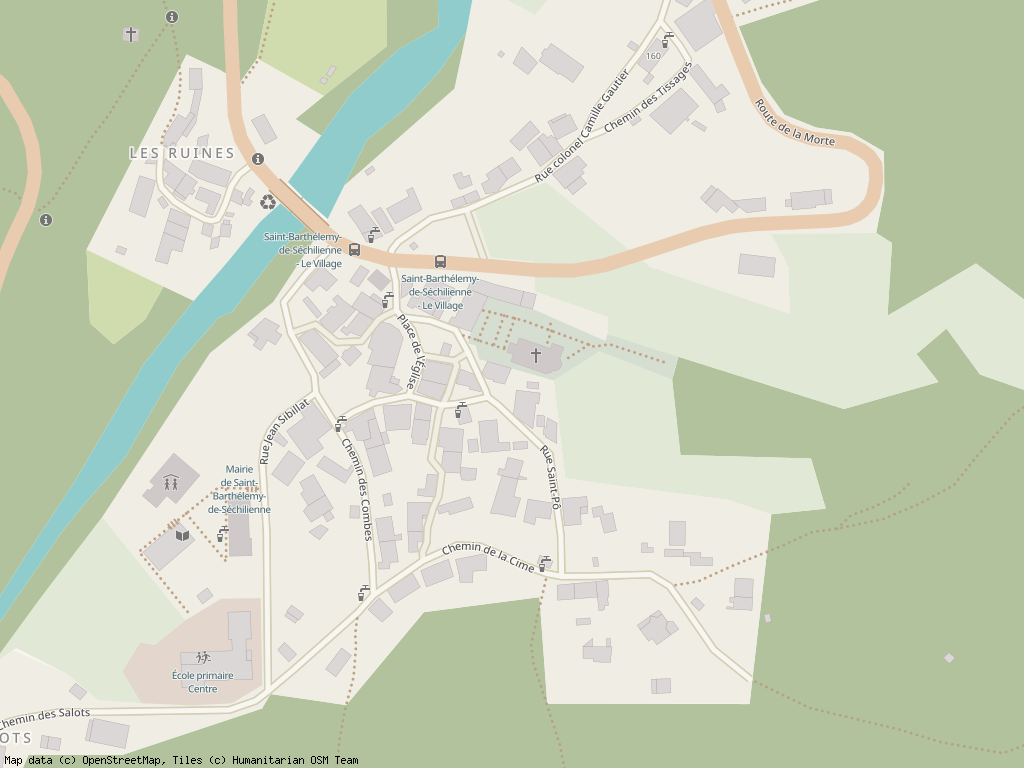 160
Rue colonel Camille Gautier
Chemin des Tissages
Route de la Morte
LES RUINES
Saint-Barthélemy-
de-Séchilienne
- Le Village
Saint-Barthélemy-
de-Séchilienne
- Le Village
Place de l'Église
Rue Jean Sibillat
Chemin des Combes
Rue Saint-Pô
Mairie
de Saint-
Barthélemy-
de-Séchilienne
Chemin de la Cime
École primaire
Centre
Chemin des Salots
OTS
Map data (c) OpenStreetMap, Tiles (c) Humanitarian OSM Team